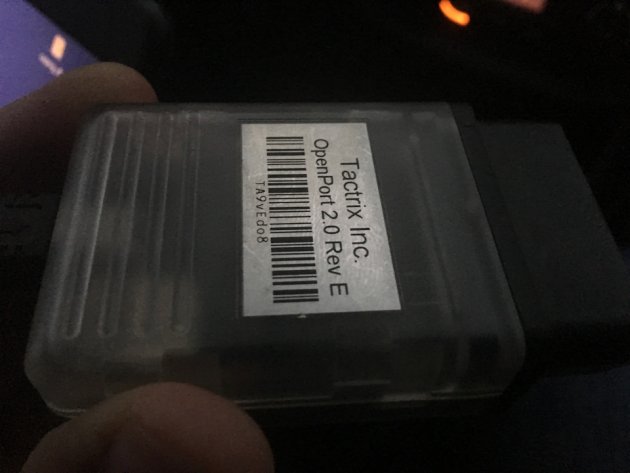 Tactrix Inc.
OpenPort 2.0 Rev E
TA9vEdo8